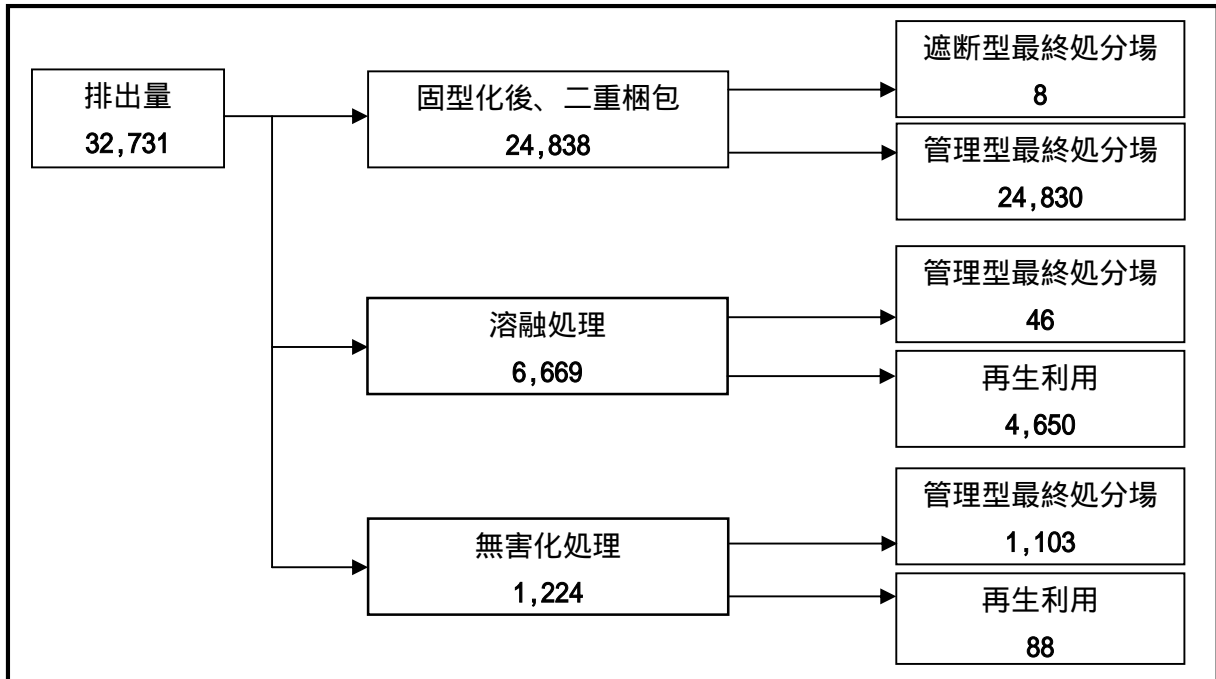 排出量
32,731
固型化後、二重梱包
24,838
遮断型最終処分場
8
管理型最終処分場
24,830
溶融処理
6,669
管理型最終処分場
46
再生利用
4,650
無害化処理
1,224
管理型最終処分場
1,103
再生利用
88